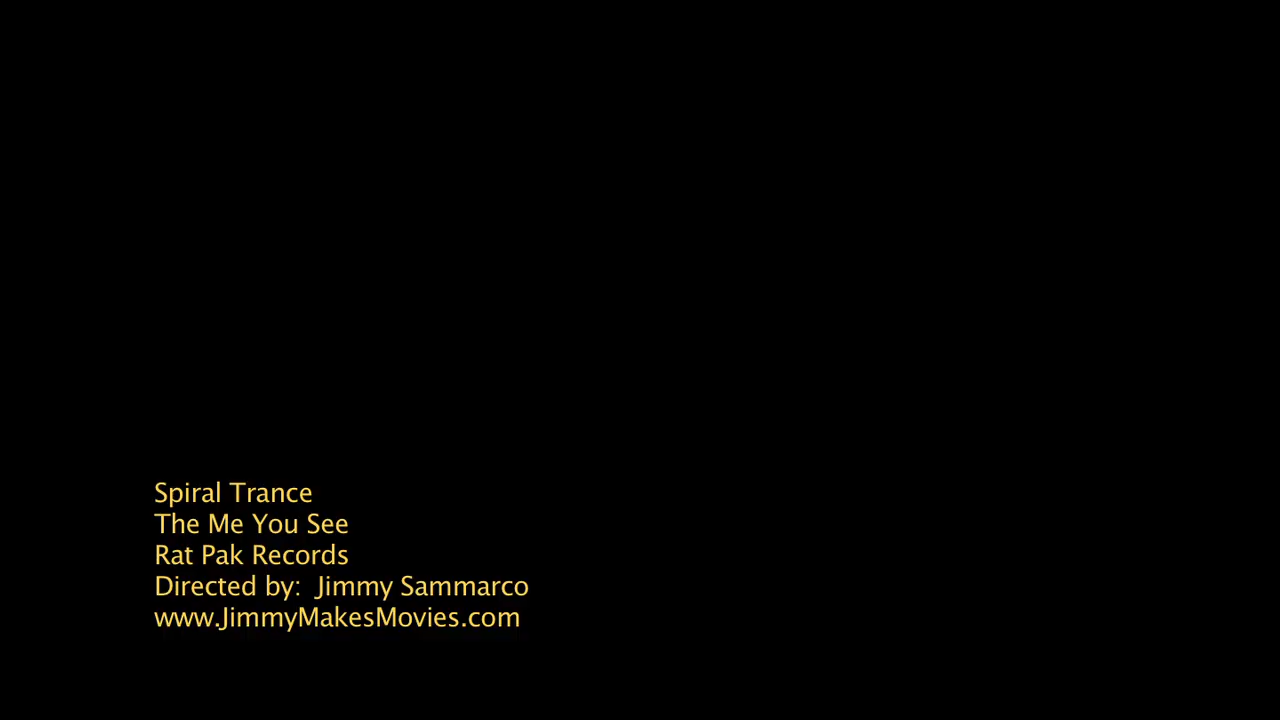 Spiral Trance
The Me You See
Rat Pak Records
Directed by:  Jimmy Sammarco
www.JimmyMakesMovies.com